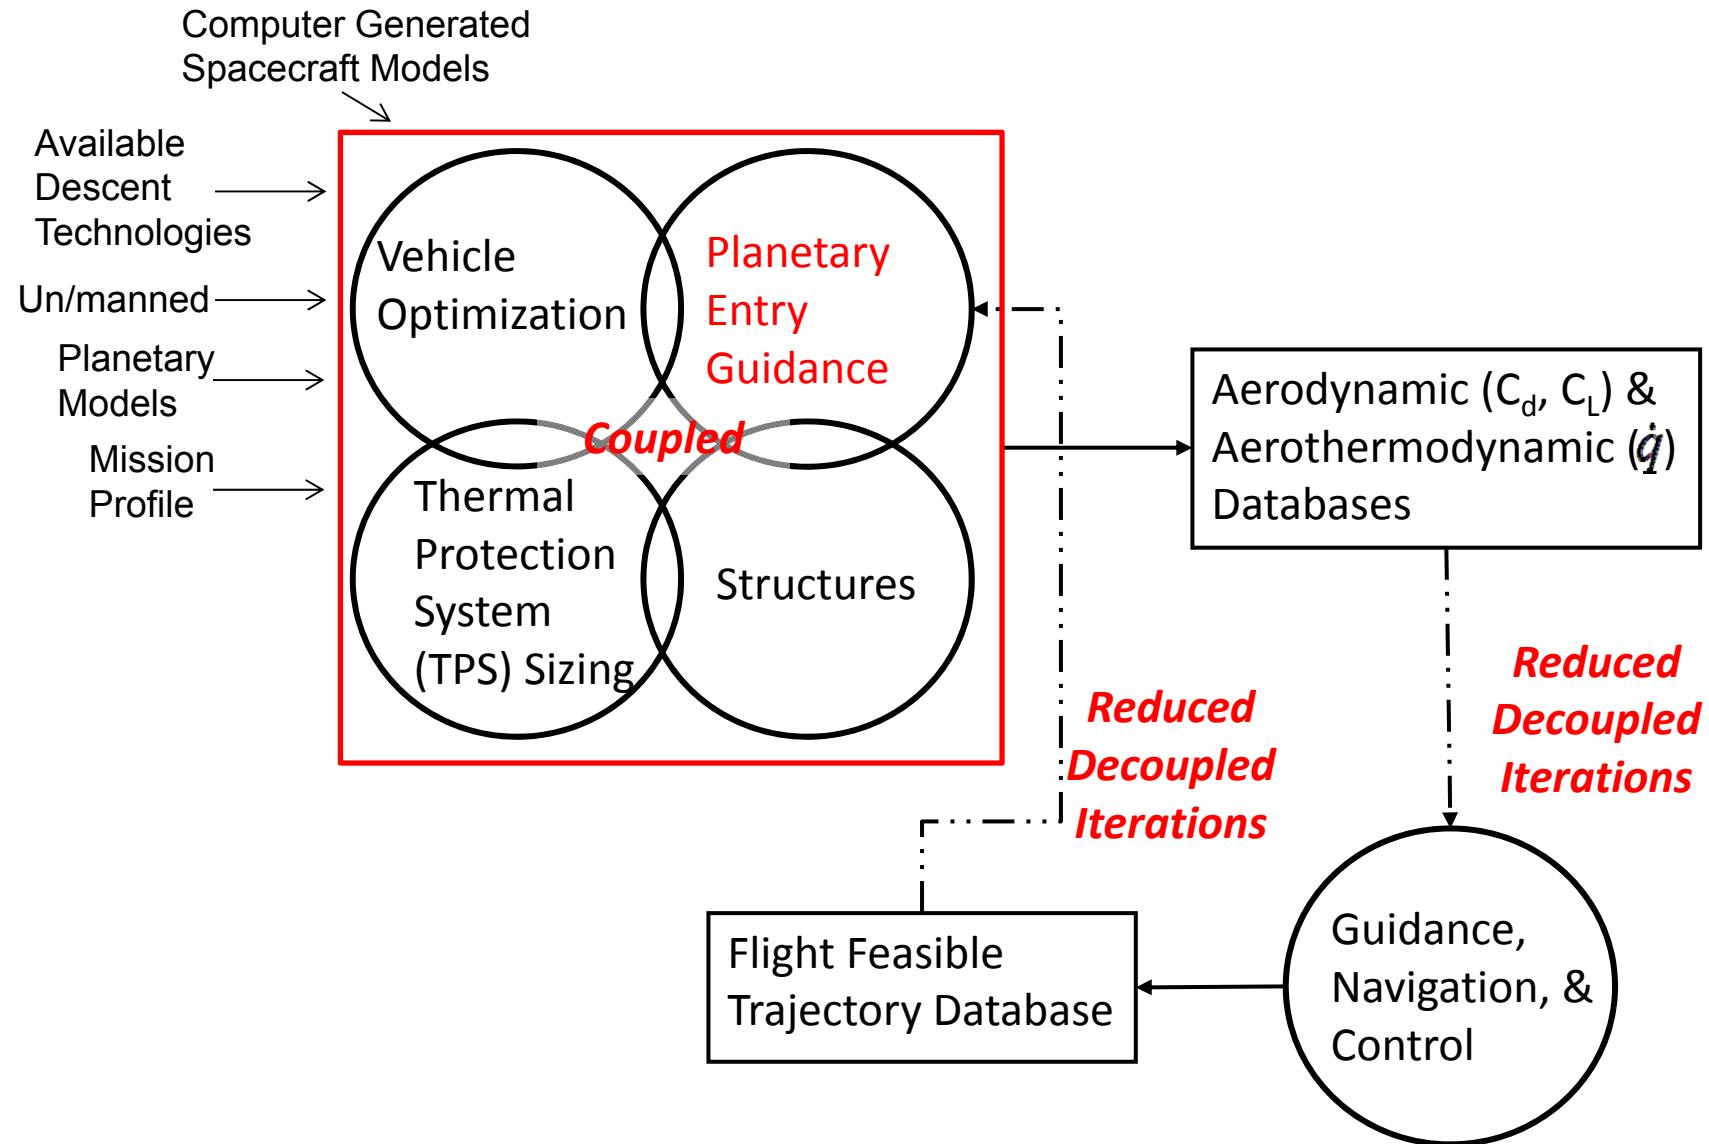 Computer Generated
Spacecraft Models
Available
Descent
Technologies
Un/manned
Planetary
Models
Mission
Profile
Vehicle
Optimization
Planetary
Entry
Guidance
Coupled
Thermal
Protection
System
(TPS) Sizing
Structures
Aerodynamic (C_d, C_L) &
Aerothermodynamic (q̇)
Databases
Reduced
Decoupled
Iterations
Reduced
Decoupled
Iterations
Flight Feasible
Trajectory Database
Guidance,
Navigation, &
Control